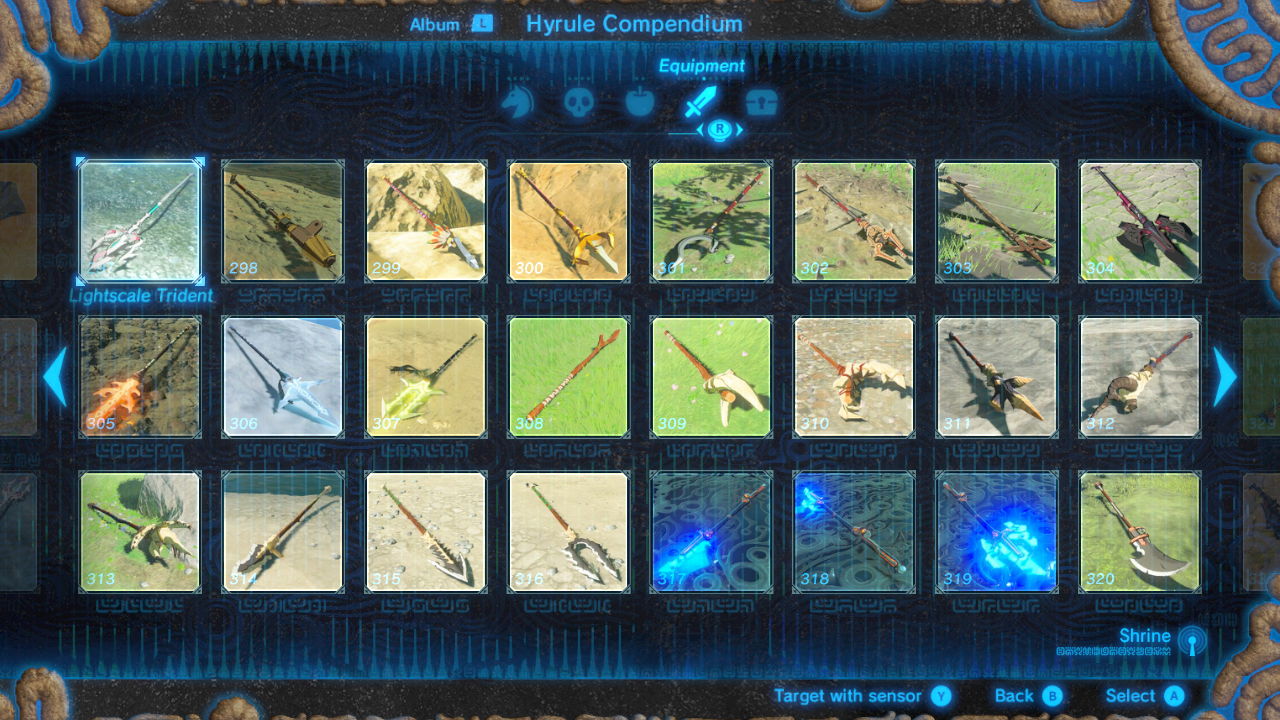 Album L Hyrule Compendium
Equipment
R
298 299 300 301 302 303 304
Lightscale Trident
305 306 307 308 309 310 311 312
313 314 315 316 317 318 319 320
Shrine
Target with sensor Y Back B Select A